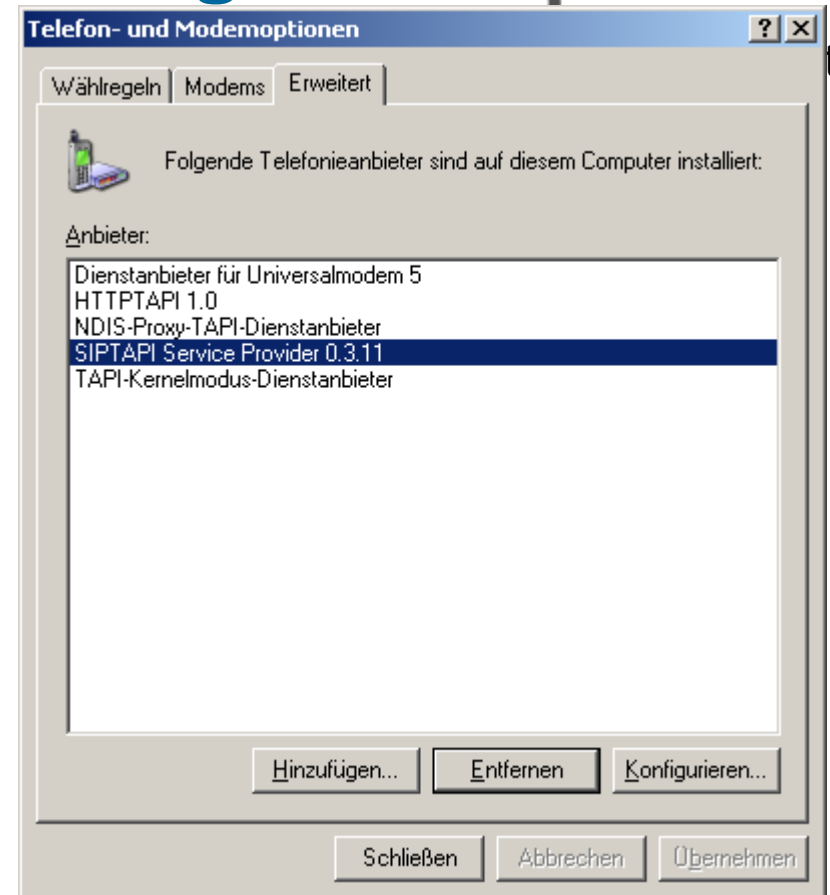 Telefon- und Modemoptionen
Wählregeln Modems Erweitert
Folgende Telefonieanbieter sind auf diesem Computer installiert:
Anbieter:
Dienstanbieter für Universalmodem 5
HTTPTAPI 1.0
NDIS-Proxy-TAPI-Dienstanbieter
SIPTAPI Service Provider 0.3.11
TAPI-Kernelmodus-Dienstanbieter
Hinzufügen... Entfernen Konfigurieren...
Schließen Abbrechen Übernehmen